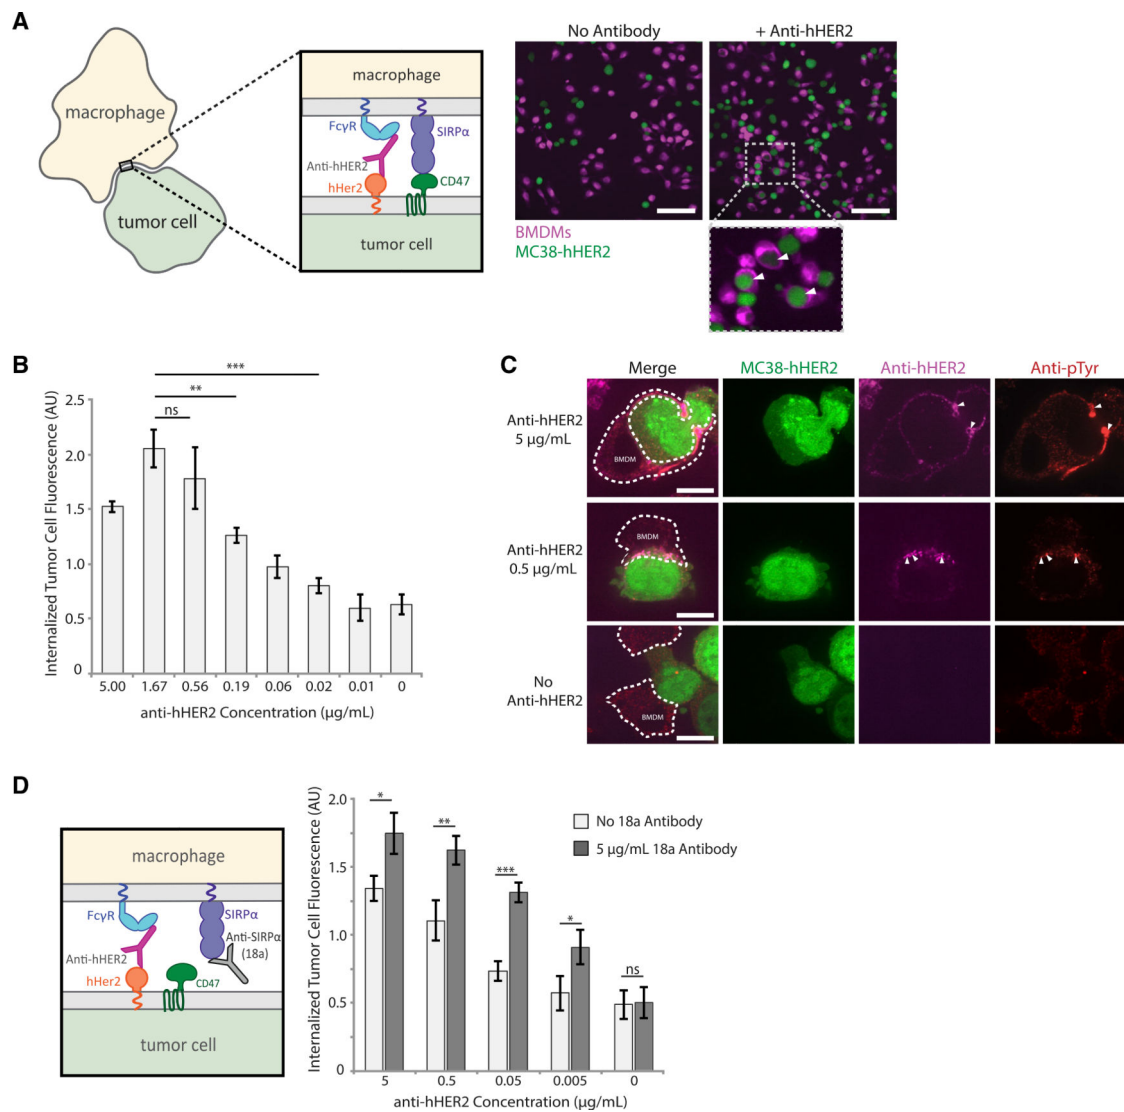 A
macrophage
tumor cell
macrophage
FcγR
SIRPα
Anti-hHER2
hHer2
CD47
tumor cell
No Antibody
+ Anti-hHER2
BMDMs
MC38-hHER2
B
Internalized Tumor Cell Fluorescence (AU)
2.5
2.0
1.5
1.0
0.5
0
***
**
ns
5.00 1.67 0.56 0.19 0.06 0.02 0.01 0
anti-hHER2 Concentration (μg/mL)
C
Merge MC38-hHER2 Anti-hHER2 Anti-pTyr
Anti-hHER2
5 μg/mL
BMDM
Anti-hHER2
0.5 μg/mL
BMDM
No
Anti-hHER2
BMDM
D
macrophage
FcγR
SIRPα
Anti-SIRPα
(18a)
Anti-hHER2
hHer2
CD47
tumor cell
Internalized Tumor Cell Fluorescence (AU)
2.0
1.5
1.0
0.5
0
*
**
***
*
ns
No 18a Antibody
5 μg/mL 18a Antibody
5 0.5 0.05 0.005 0
anti-hHER2 Concentration (μg/mL)